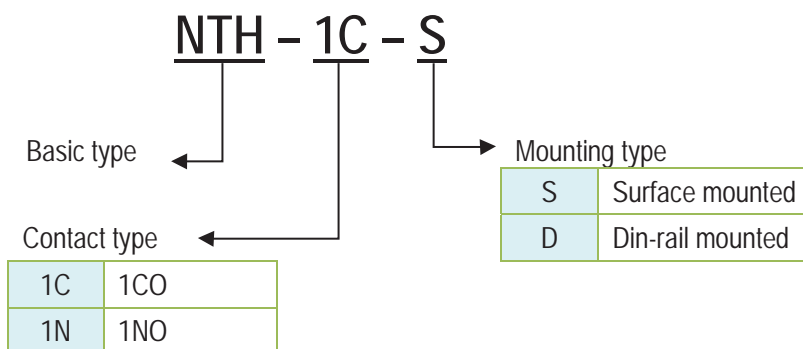 NTH – 1C – S
Basic type
Mounting type
S Surface mounted
D Din-rail mounted
Contact type
1C 1CO
1N 1NO